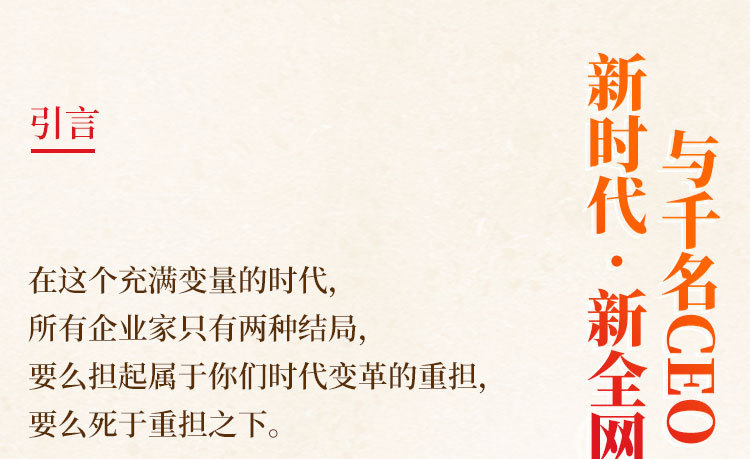 引言
在这个充满变量的时代,
所有企业家只有两种结局,
要么担起属于你们时代变革的重担,
要么死于重担之下。
与千名CEO
新时代·新全网